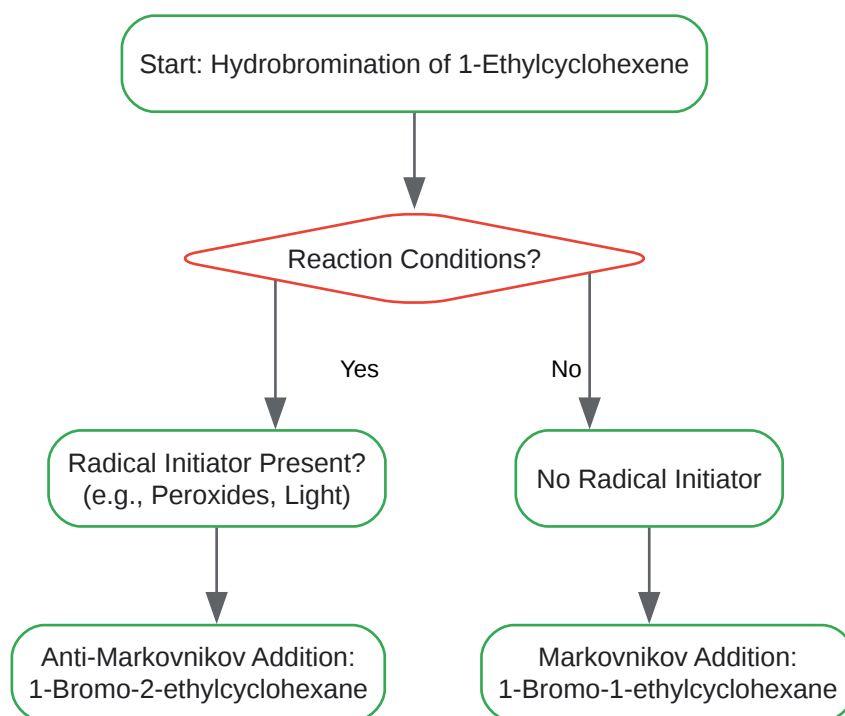 Start: Hydrobromination of 1-Ethylcyclohexene
Reaction Conditions?
Yes
No
Radical Initiator Present?
(e.g., Peroxides, Light)
No Radical Initiator
Anti-Markovnikov Addition:
1-Bromo-2-ethylcyclohexane
Markovnikov Addition:
1-Bromo-1-ethylcyclohexane